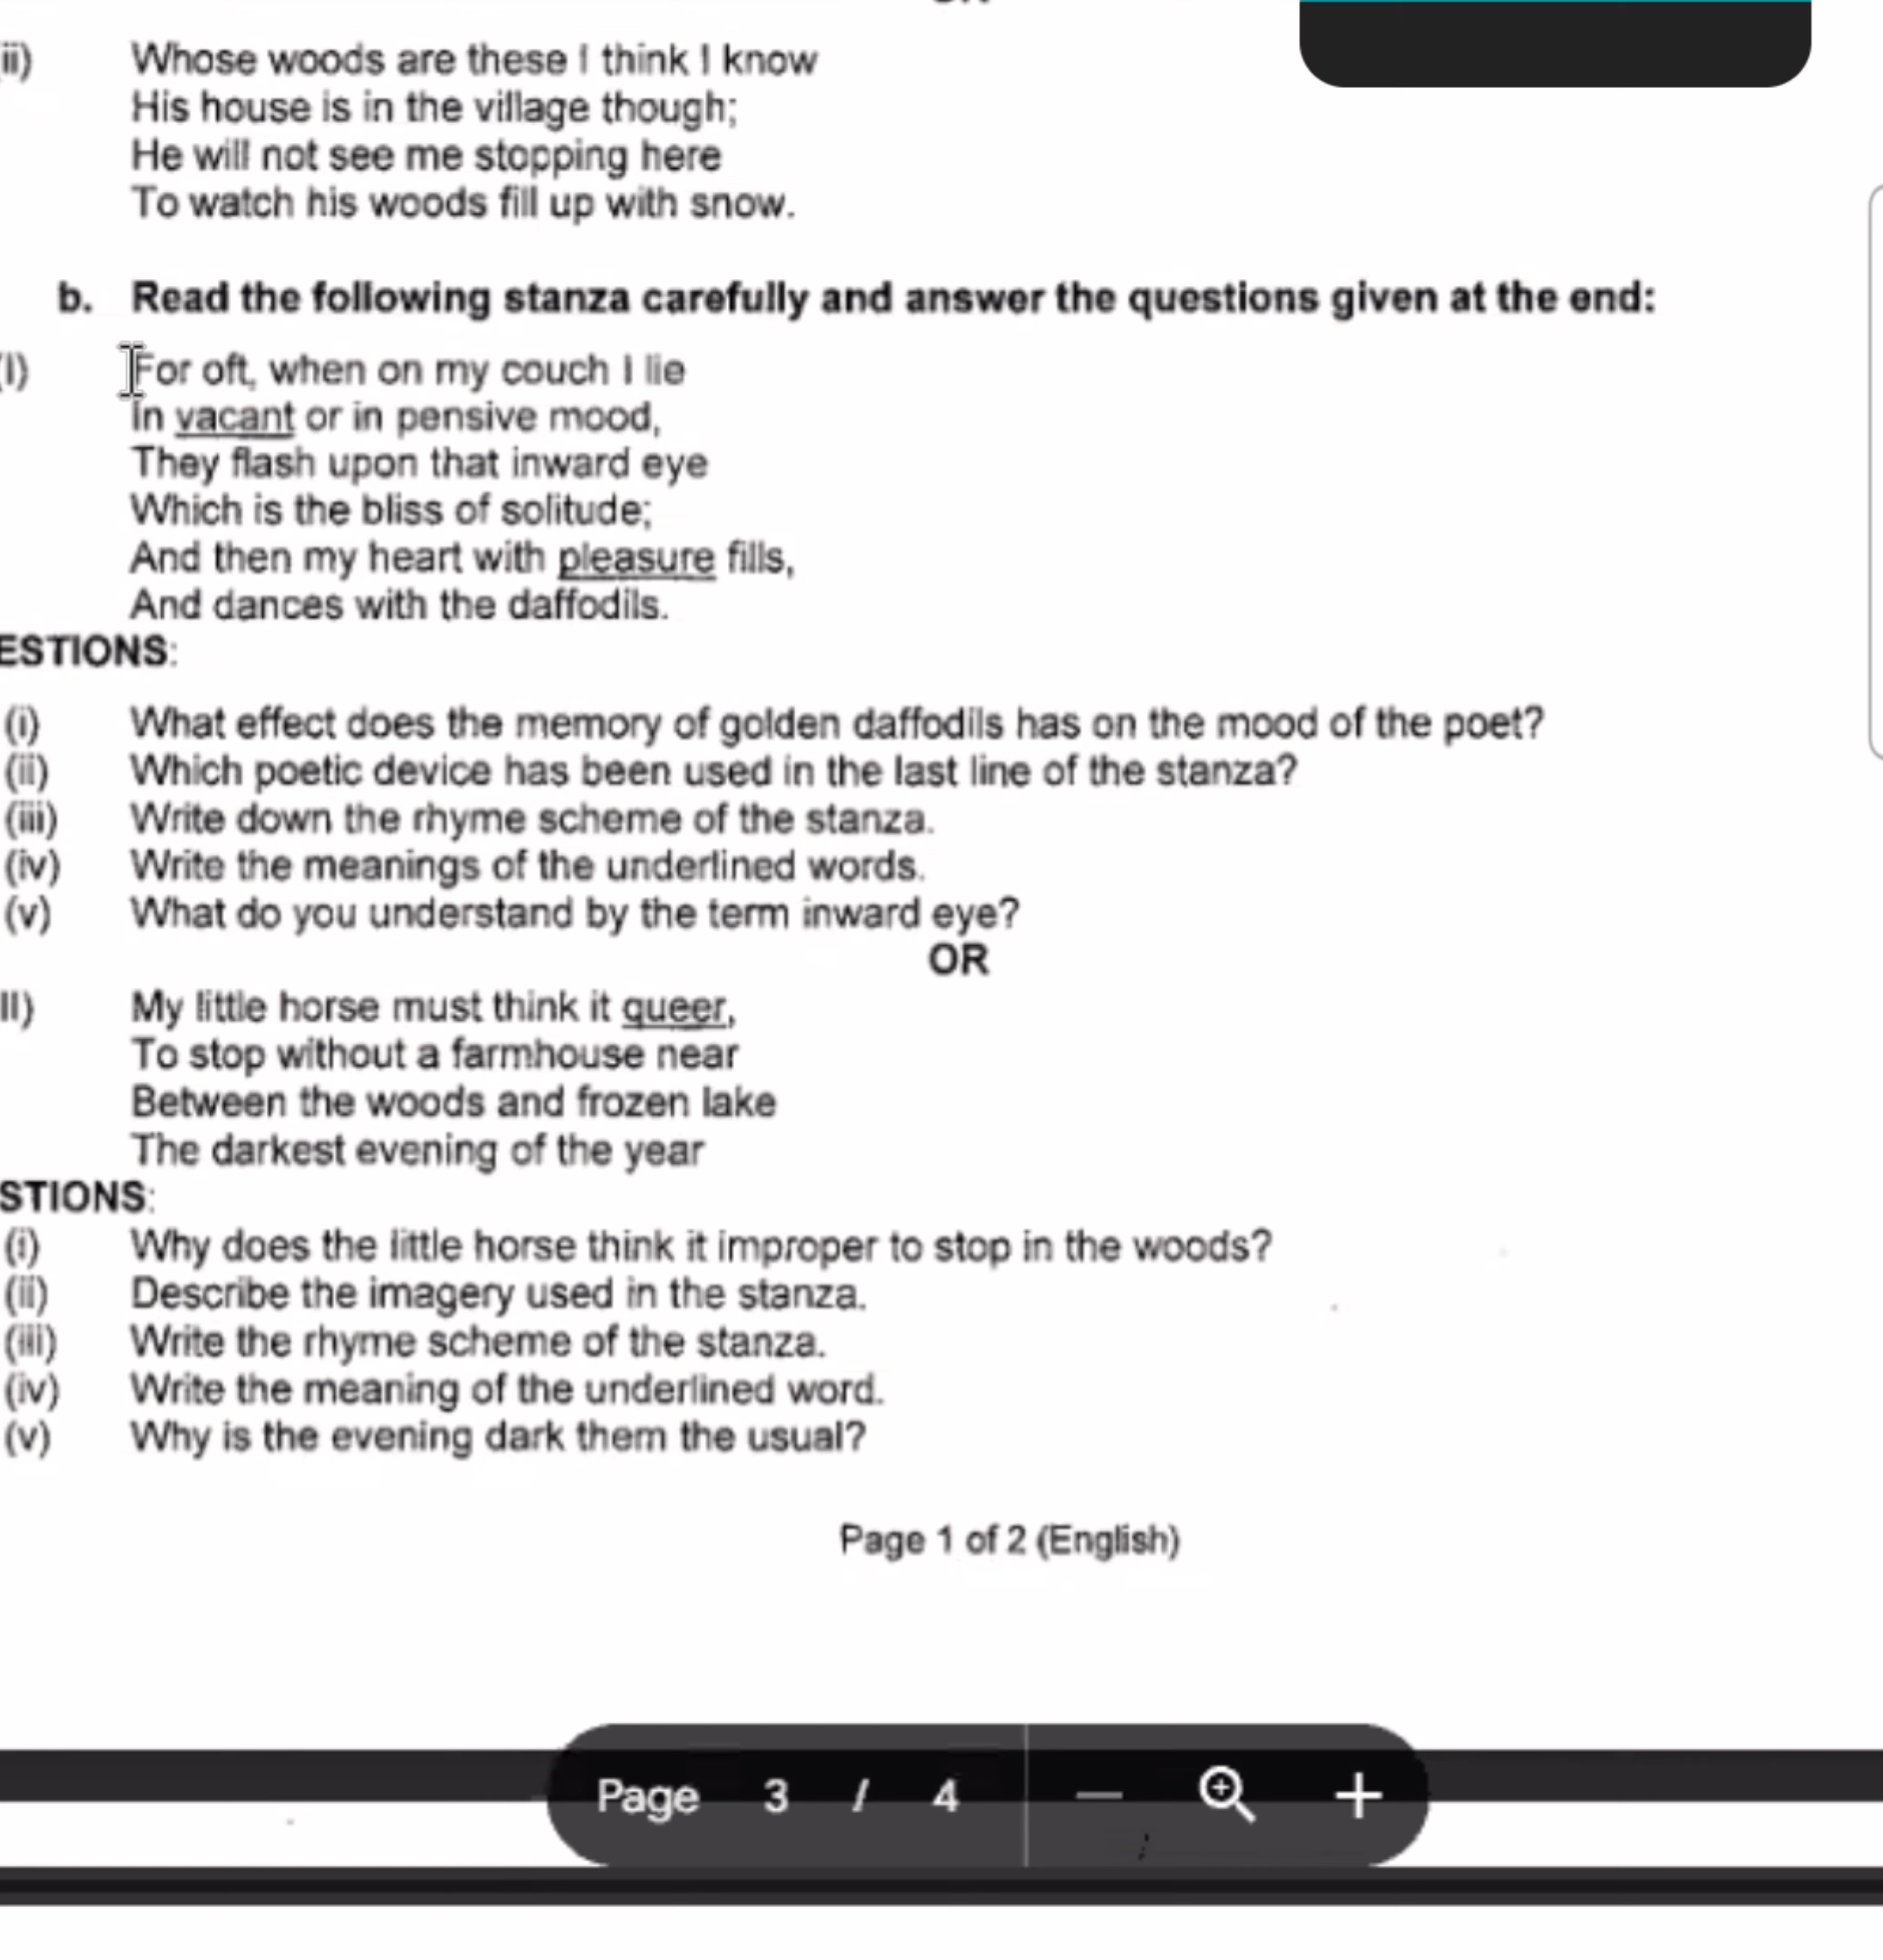 ii) Whose woods are these I think I know
His house is in the village though;
He will not see me stopping here
To watch his woods fill up with snow.
b. Read the following stanza carefully and answer the questions given at the end:
(I) For oft, when on my couch I lie
In vacant or in pensive mood,
They flash upon that inward eye
Which is the bliss of solitude;
And then my heart with pleasure fills,
And dances with the daffodils.
ESTIONS:
(i) What effect does the memory of golden daffodils has on the mood of the poet?
(ii) Which poetic device has been used in the last line of the stanza?
(iii) Write down the rhyme scheme of the stanza.
(iv) Write the meanings of the underlined words.
(v) What do you understand by the term inward eye?
OR
II) My little horse must think it queer,
To stop without a farmhouse near
Between the woods and frozen lake
The darkest evening of the year
STIONS:
(i) Why does the little horse think it improper to stop in the woods?
(ii) Describe the imagery used in the stanza.
(iii) Write the rhyme scheme of the stanza.
(iv) Write the meaning of the underlined word.
(v) Why is the evening dark them the usual?
Page 1 of 2 (English)
Page 3 / 4